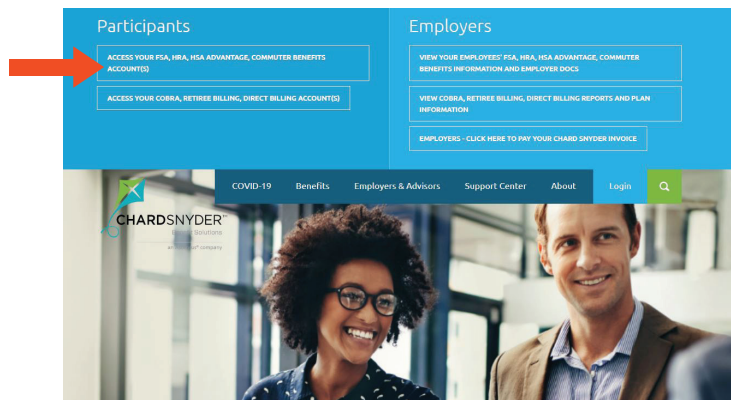 Participants
ACCESS YOUR FSA, HRA, HSA ADVANTAGE, COMMUTER BENEFITS
ACCOUNT(S)
ACCESS YOUR COBRA, RETIREE BILLING, DIRECT BILLING ACCOUNT(S)
Employers
VIEW YOUR EMPLOYEES' FSA, HRA, HSA ADVANTAGE, COMMUTER
BENEFITS INFORMATION AND EMPLOYER DOCS
VIEW COBRA, RETIREE BILLING, DIRECT BILLING REPORTS AND PLAN
INFORMATION
EMPLOYERS - CLICK HERE TO PAY YOUR CHARD SNYDER INVOICE
COVID-19 Benefits Employers & Advisors Support Center About Login
CHARDSNYDER
Solutions
company